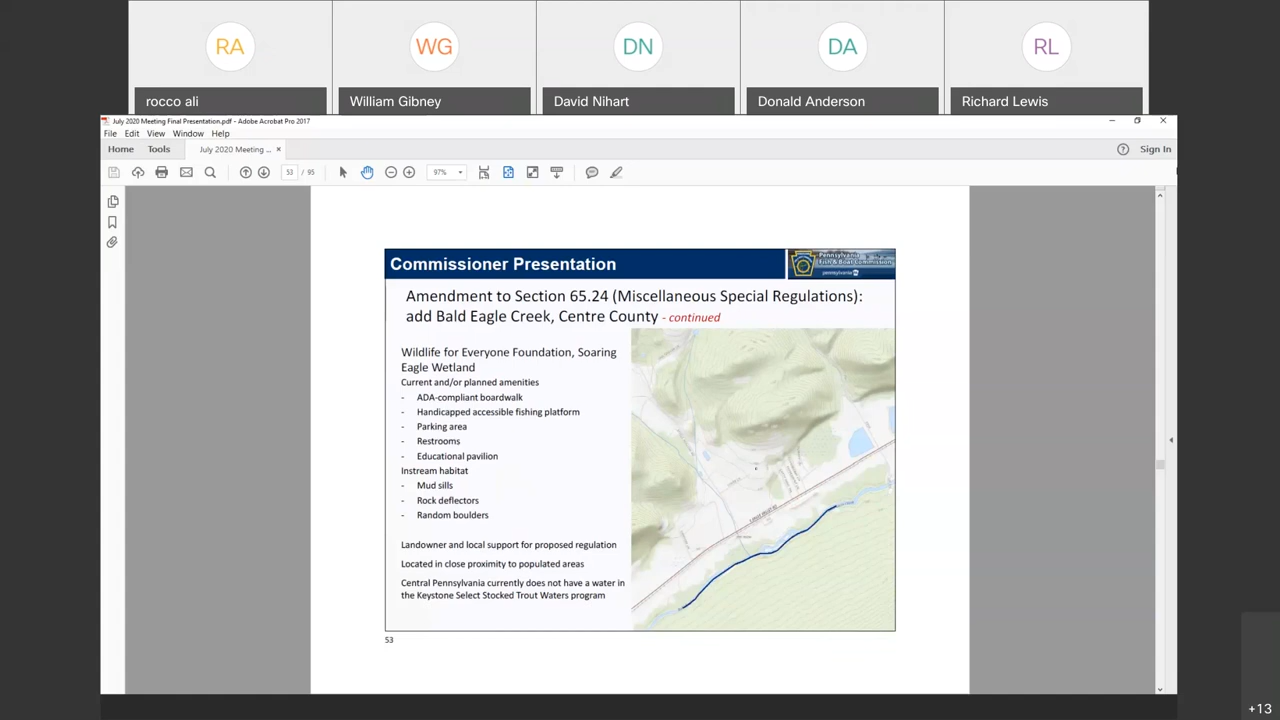 RA
WG
DN
DA
RL
rocco ali
William Gibney
David Nihart
Donald Anderson
Richard Lewis
July 2020 Meeting Final Presentation.pdf - Adobe Acrobat Pro 2017
File Edit View Window Help
Home Tools July 2020 Meeting ... × Sign In
53 / 95 97%
Commissioner Presentation
Pennsylvania
Fish & Boat Commission
pennsylvania
Amendment to Section 65.24 (Miscellaneous Special Regulations):
add Bald Eagle Creek, Centre County - continued
Wildlife for Everyone Foundation, Soaring
Eagle Wetland
Current and/or planned amenities
- ADA-compliant boardwalk
- Handicapped accessible fishing platform
- Parking area
- Restrooms
- Educational pavilion
Instream habitat
- Mud sills
- Rock deflectors
- Random boulders
Landowner and local support for proposed regulation
Located in close proximity to populated areas
Central Pennsylvania currently does not have a water in
the Keystone Select Stocked Trout Waters program
53
+13